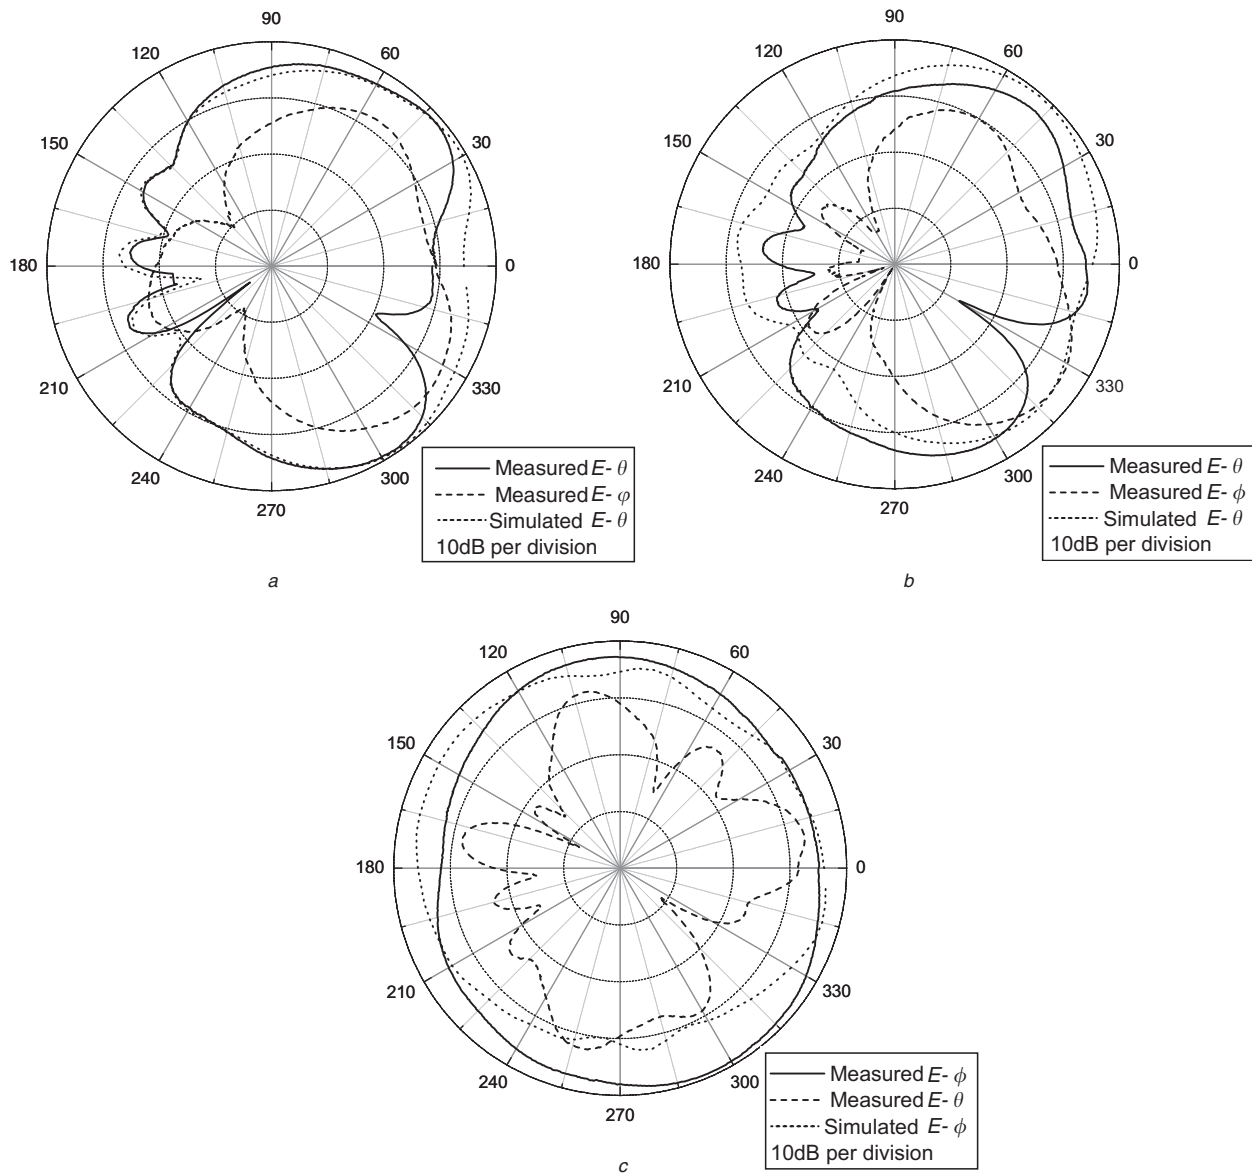 90
120
60
150
30
180
0
210
330
240
300
270
Measured E- θ
Measured E- φ
Simulated E- θ
10dB per division
a
90
120
60
150
30
180
0
210
330
240
300
270
Measured E- θ
Measured E- ϕ
Simulated E- θ
10dB per division
b
90
120
60
150
30
180
0
210
330
240
300
270
Measured E- ϕ
Measured E- θ
Simulated E- ϕ
10dB per division
c